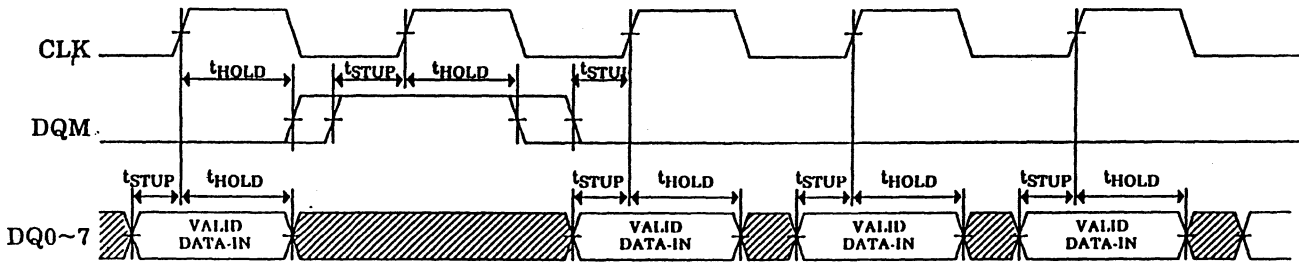 CLK
tHOLD tSTUP tHOLD tSTUI
DQM
tSTUP tHOLD tSTUP tHOLD tSTUP tHOLD tSTUP tHOLD
DQ0~7 VALID DATA-IN VALID DATA-IN VALID DATA-IN VALID DATA-IN